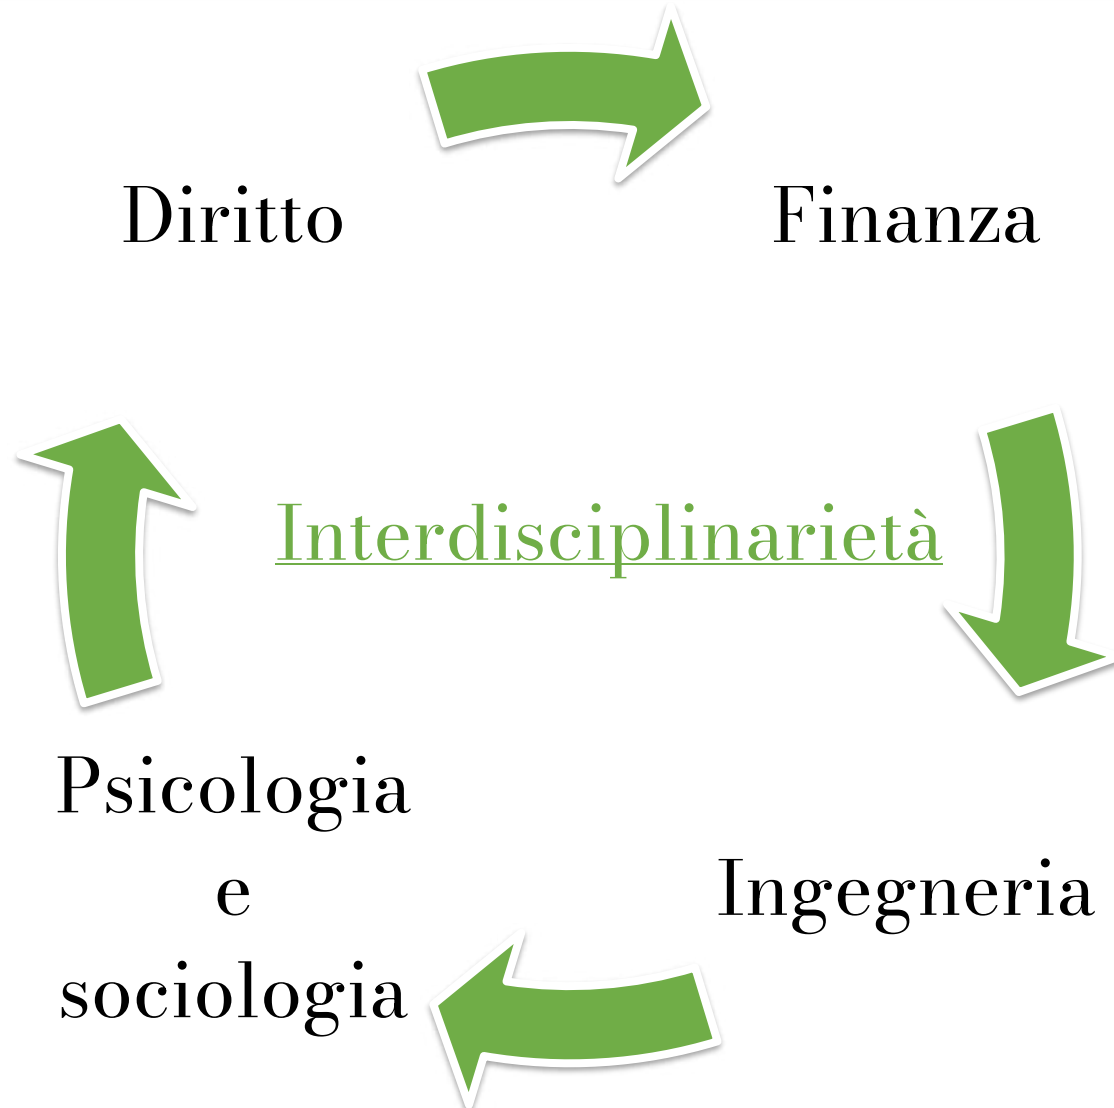 Diritto
Finanza
Interdisciplinarietà
Psicologia
e
sociologia
Ingegneria